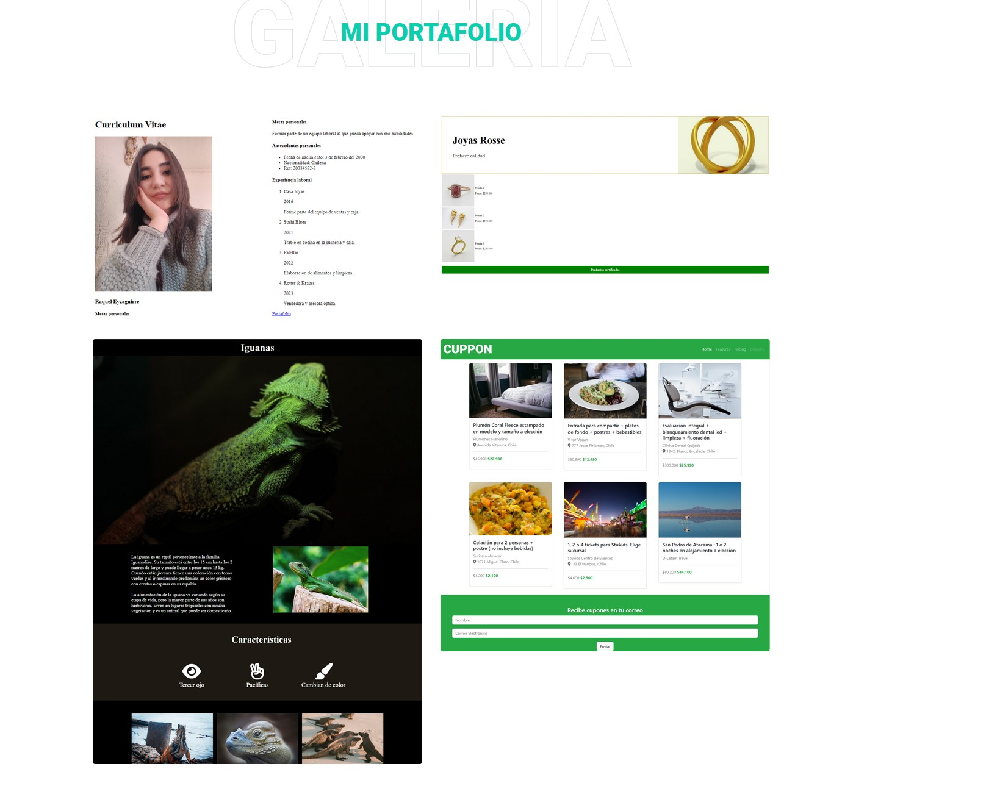 GALERIA
MI PORTAFOLIO
Curriculum Vitae
Raquel Eyzaguirre
Metas personales
Metas personales
Formar parte de un equipo laboral al que pueda apoyar con mis habilidades
Antecedentes personales
Fecha de nacimiento: 3 de febrero del 2000
Nacionalidad: Chilena
Rut: 20334582-8
Experiencia laboral
1. Casa Joyas
2016
Formé parte del equipo de ventas y caja.
2. Sushi Blues
2021
Trabjé en cocina en la sushería y caja.
3. Palettas
2022
Elaboración de alimentos y limpieza.
4. Rotter & Krauss
2023
Vendedora y asesora óptica.
Portafolio
Joyas Rosse
Prefiere calidad
Prenda 1
Precio: $250.000
Prenda 2
Precio: $350.000
Prenda 3
Precio: $250.000
Productos certificados
Iguanas
La iguana es un reptil perteneciente a la familia
Iguanadiae. Su tamaño está entre los 15 cm hasta los 2
metros de largo y puede llegar a pesar unos 15 kg.
Cuando están jóvenes tienen una coloración con tonos
verdes y al ir madurando predomina un color grisáceo
con crestas o espinas en su espalda.
La alimentación de la iguana va variando según su
etapa de vida, pero la mayor parte de sus años son
herbívoras. Viven en lugares tropicales con mucha
vegetación y es un animal que puede ser domesticado.
Características
Tercer ojo
Pacíficas
Cambian de color
CUPPON
Home Features Pricing Disabled
Plumón Coral Fleece estampado
en modelo y tamaño a elección
Plumones Manolino
Avenida Vitacura, Chile
$45.990 $22.990
Entrada para compartir + platos
de fondo + postres + bebestibles
V for Vegan
777 Jesse Pinkman, Chile
$30.990 $12.990
Evaluación integral +
blanqueamiento dental led +
limpieza + fluoración
Clínica Dental Quijada
1342, Blanco Encalada, Chile
$300.000 $25.990
Colación para 2 personas +
postre (no incluye bebidas)
Suricata almacen
1071 Miguel Claro, Chile
$4.200 $2.100
1, 2 o 4 tickets para Stukids. Elige
sucursal
Stukids Centro de Eventos
133 El tranque, Chile
$4.000 $2.500
San Pedro de Atacama : 1 o 2
noches en alojamiento a elección
D-Latam Travel
$80.200 $44.100
Recibe cupones en tu correo
Nombre
Correo Electronico
Enviar